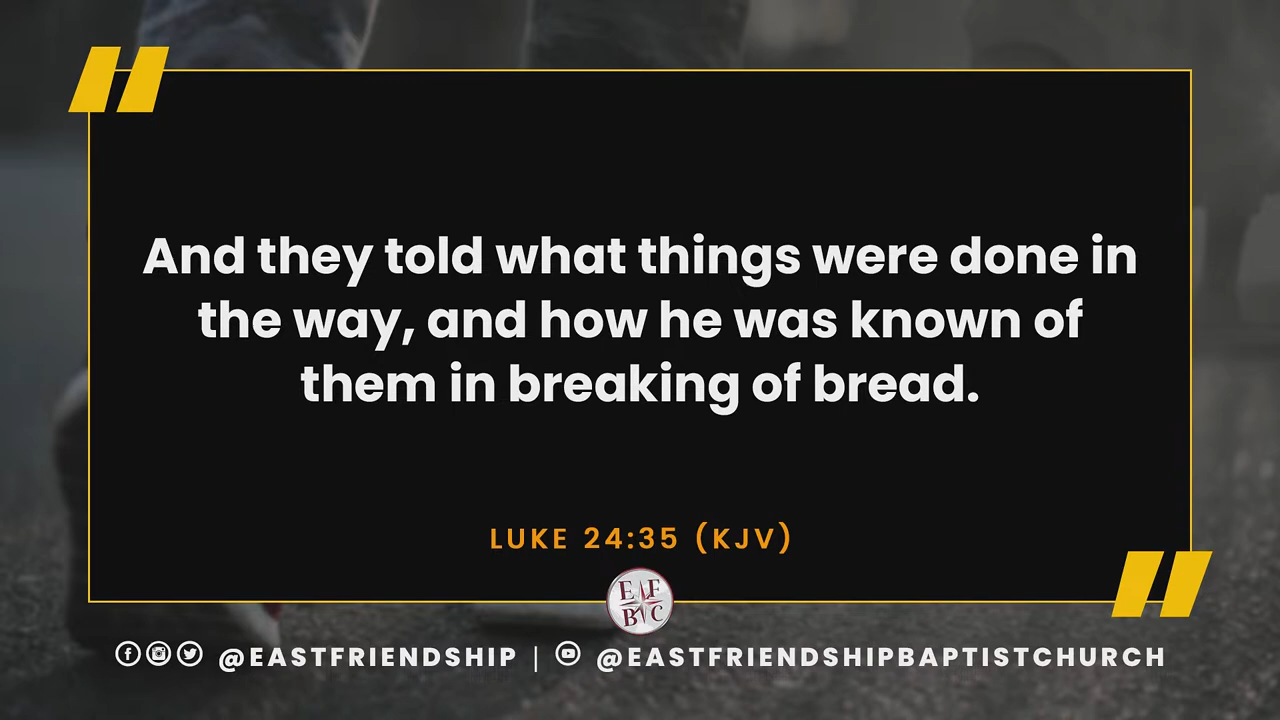 And they told what things were done in
the way, and how he was known of
them in breaking of bread.
LUKE 24:35 (KJV)
E F
B C
@EASTFRIENDSHIP | @EASTFRIENDSHIPBAPTISTCHURCH